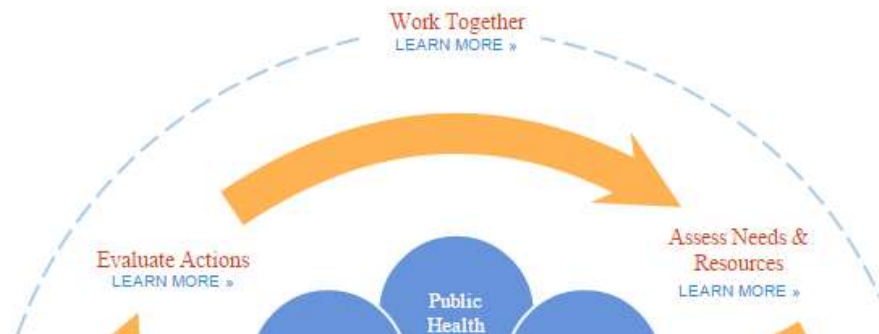 Work Together
LEARN MORE »
Assess Needs &
Resources
LEARN MORE »
Evaluate Actions
LEARN MORE »
Public
Health